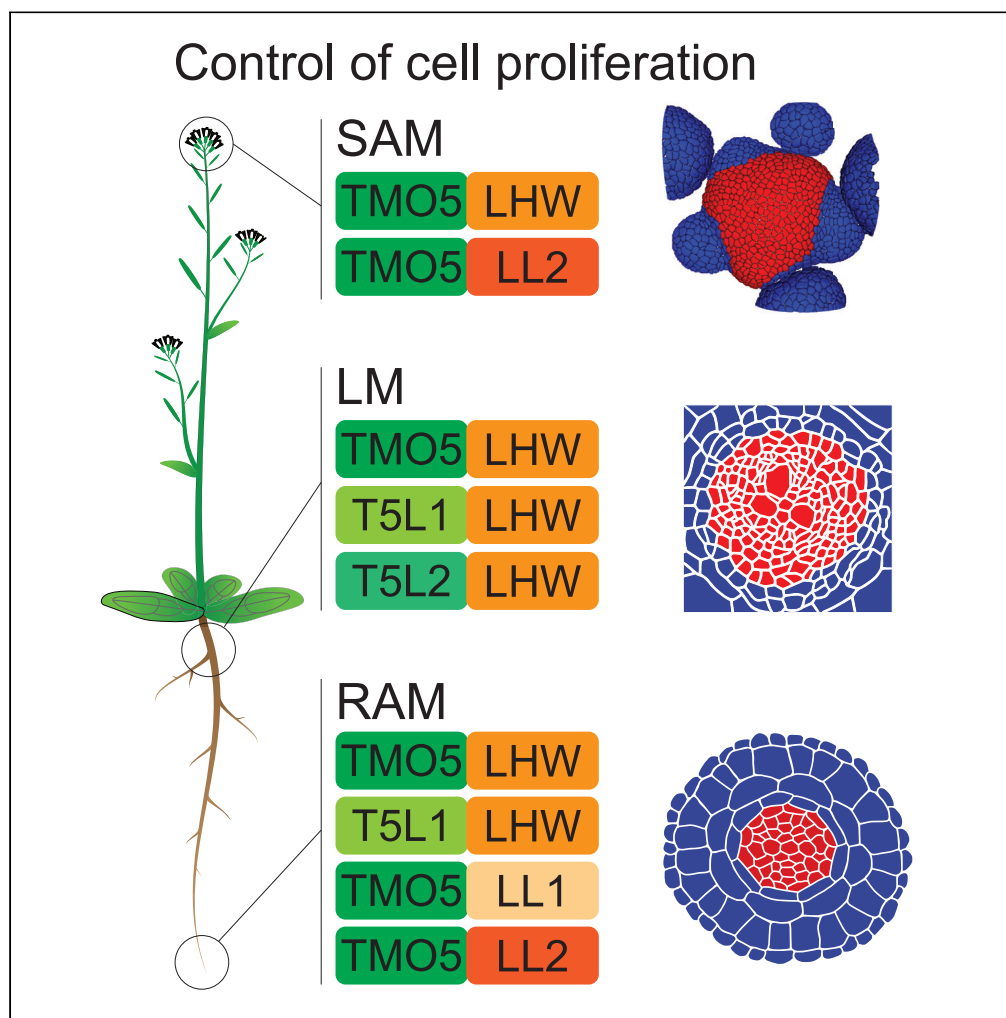 Control of cell proliferation
SAM
TMO5 LHW
TMO5 LL2
LM
TMO5 LHW
T5L1 LHW
T5L2 LHW
RAM
TMO5 LHW
T5L1 LHW
TMO5 LL1
TMO5 LL2